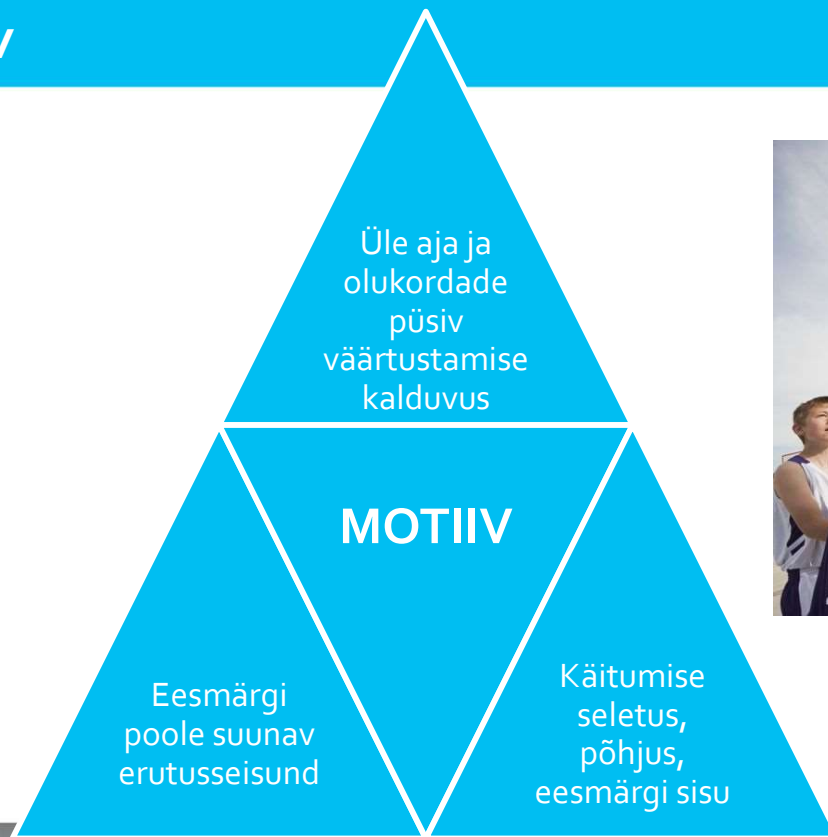 Üle aja ja
olukordade
püsiv
väärtustamise
kalduvus
MOTIIV
Eesmärgi
poole suunav
erutusseisund
Käitumise
seletus,
põhjus,
eesmärgi sisu